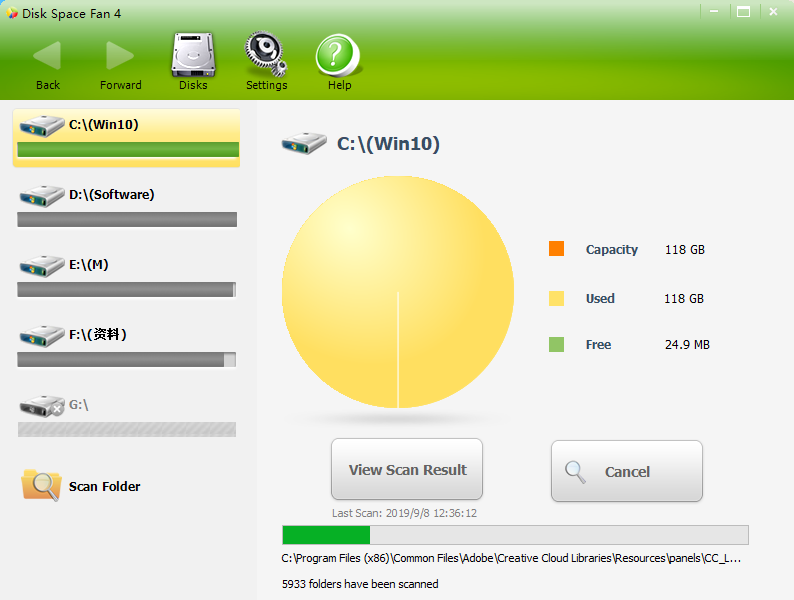 Disk Space Fan 4
Back
Forward
Disks
Settings
Help
C:\(Win10)
D:\(Software)
E:\(M)
F:\(资料)
G:\
Scan Folder
C:\(Win10)
Capacity 118 GB
Used 118 GB
Free 24.9 MB
View Scan Result
Cancel
Last Scan: 2019/9/8 12:36:12
C:\Program Files (x86)\Common Files\Adobe\Creative Cloud Libraries\Resources\panels\CC_L...
5933 folders have been scanned